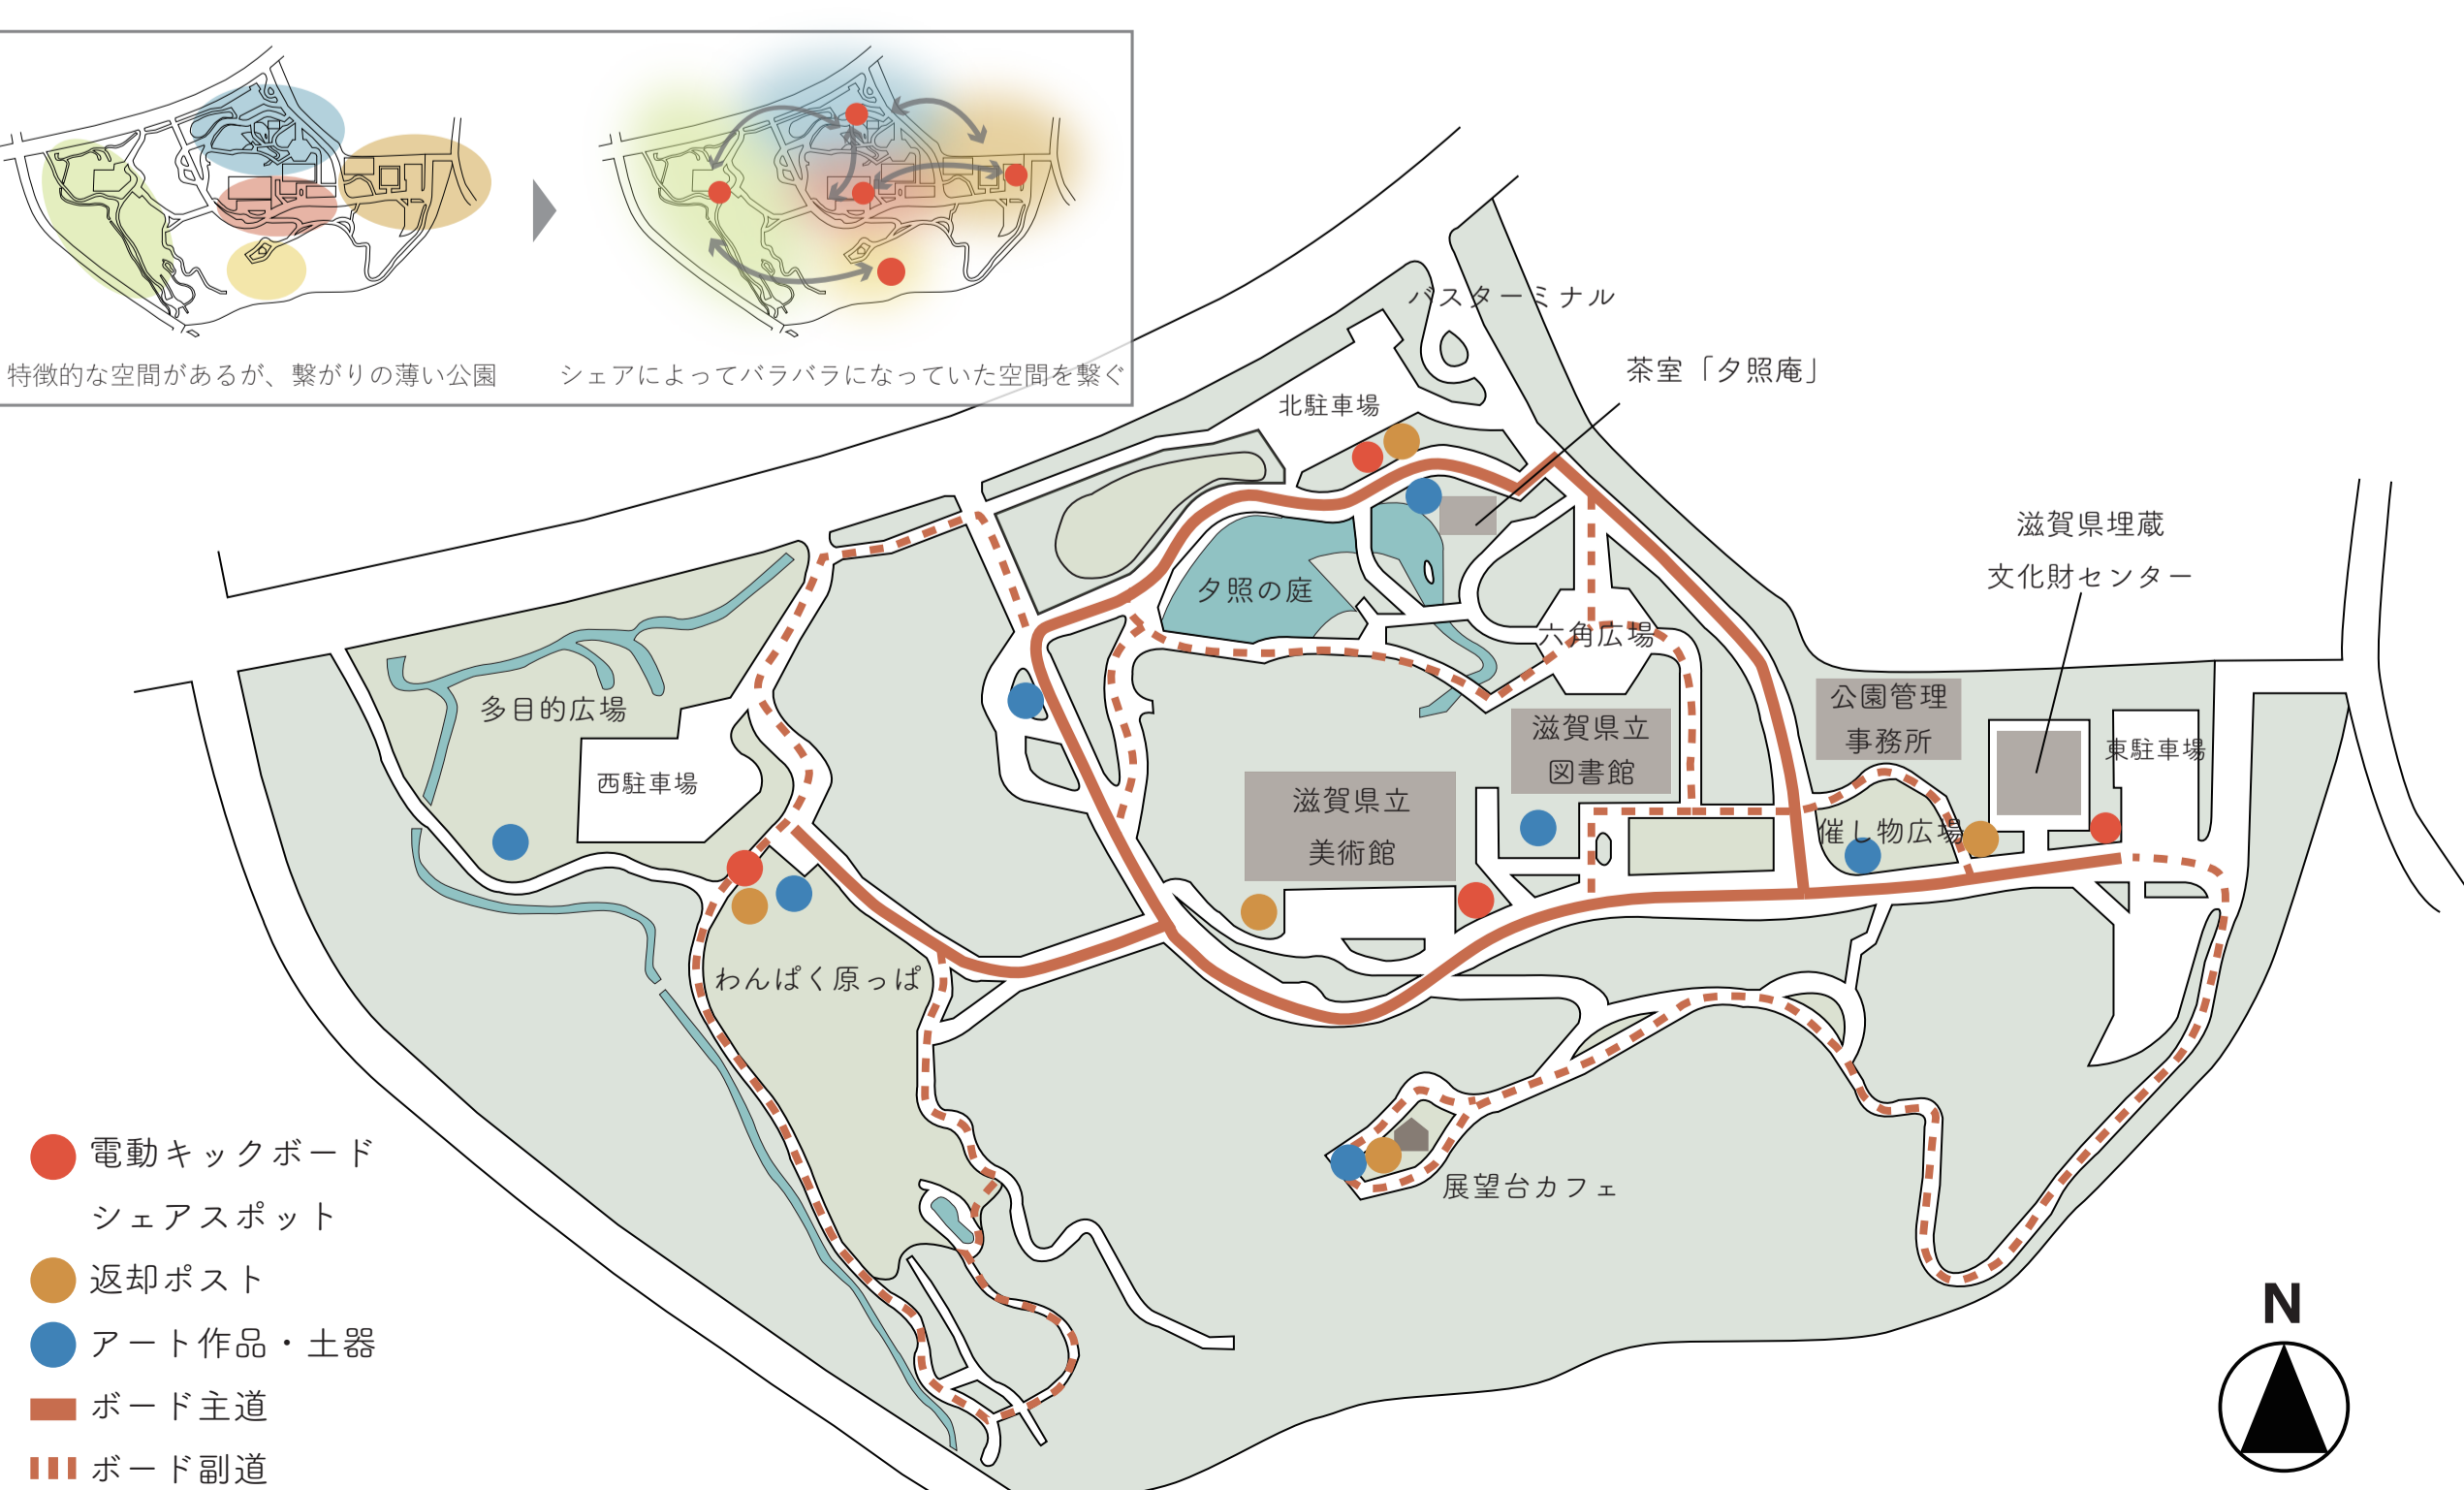 特徴的な空間があるが、繋がりの薄い公園
シェアによってバラバラになっていた空間を繋ぐ
バスターミナル
茶室「夕照庵」
北駐車場
滋賀県埋蔵
文化財センター
夕照の庭
六角広場
多目的広場
公園管理
事務所
滋賀県立
図書館
東駐車場
西駐車場
滋賀県立
美術館
催し物広場
わんぱく原っぱ
展望台カフェ
電動キックボード
シェアスポット
返却ポスト
アート作品・土器
ボード主道
ボード副道
N